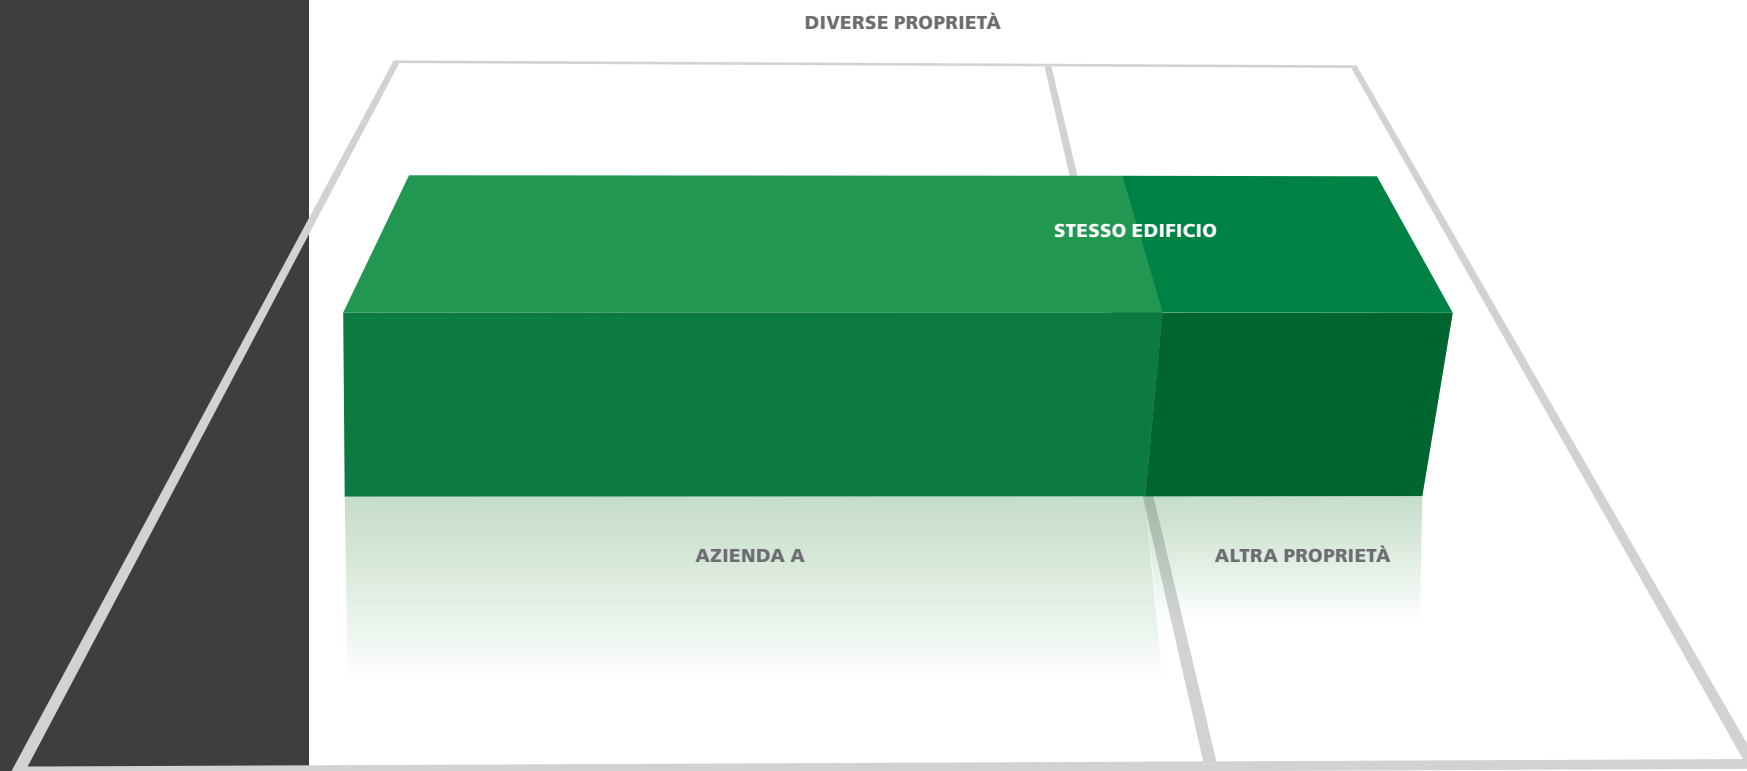 DIVERSE PROPRIETÀ
STESSO EDIFICIO
AZIENDA A
ALTRA PROPRIETÀ